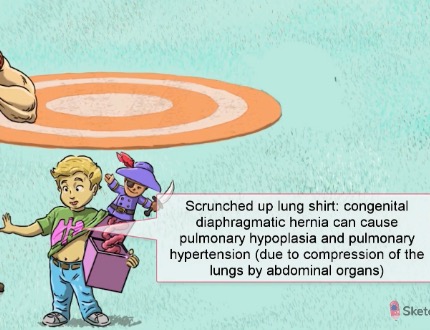 Scrunched up lung shirt: congenital
diaphragmatic hernia can cause
pulmonary hypoplasia and pulmonary
hypertension (due to compression of the
lungs by abdominal organs)
Sketc